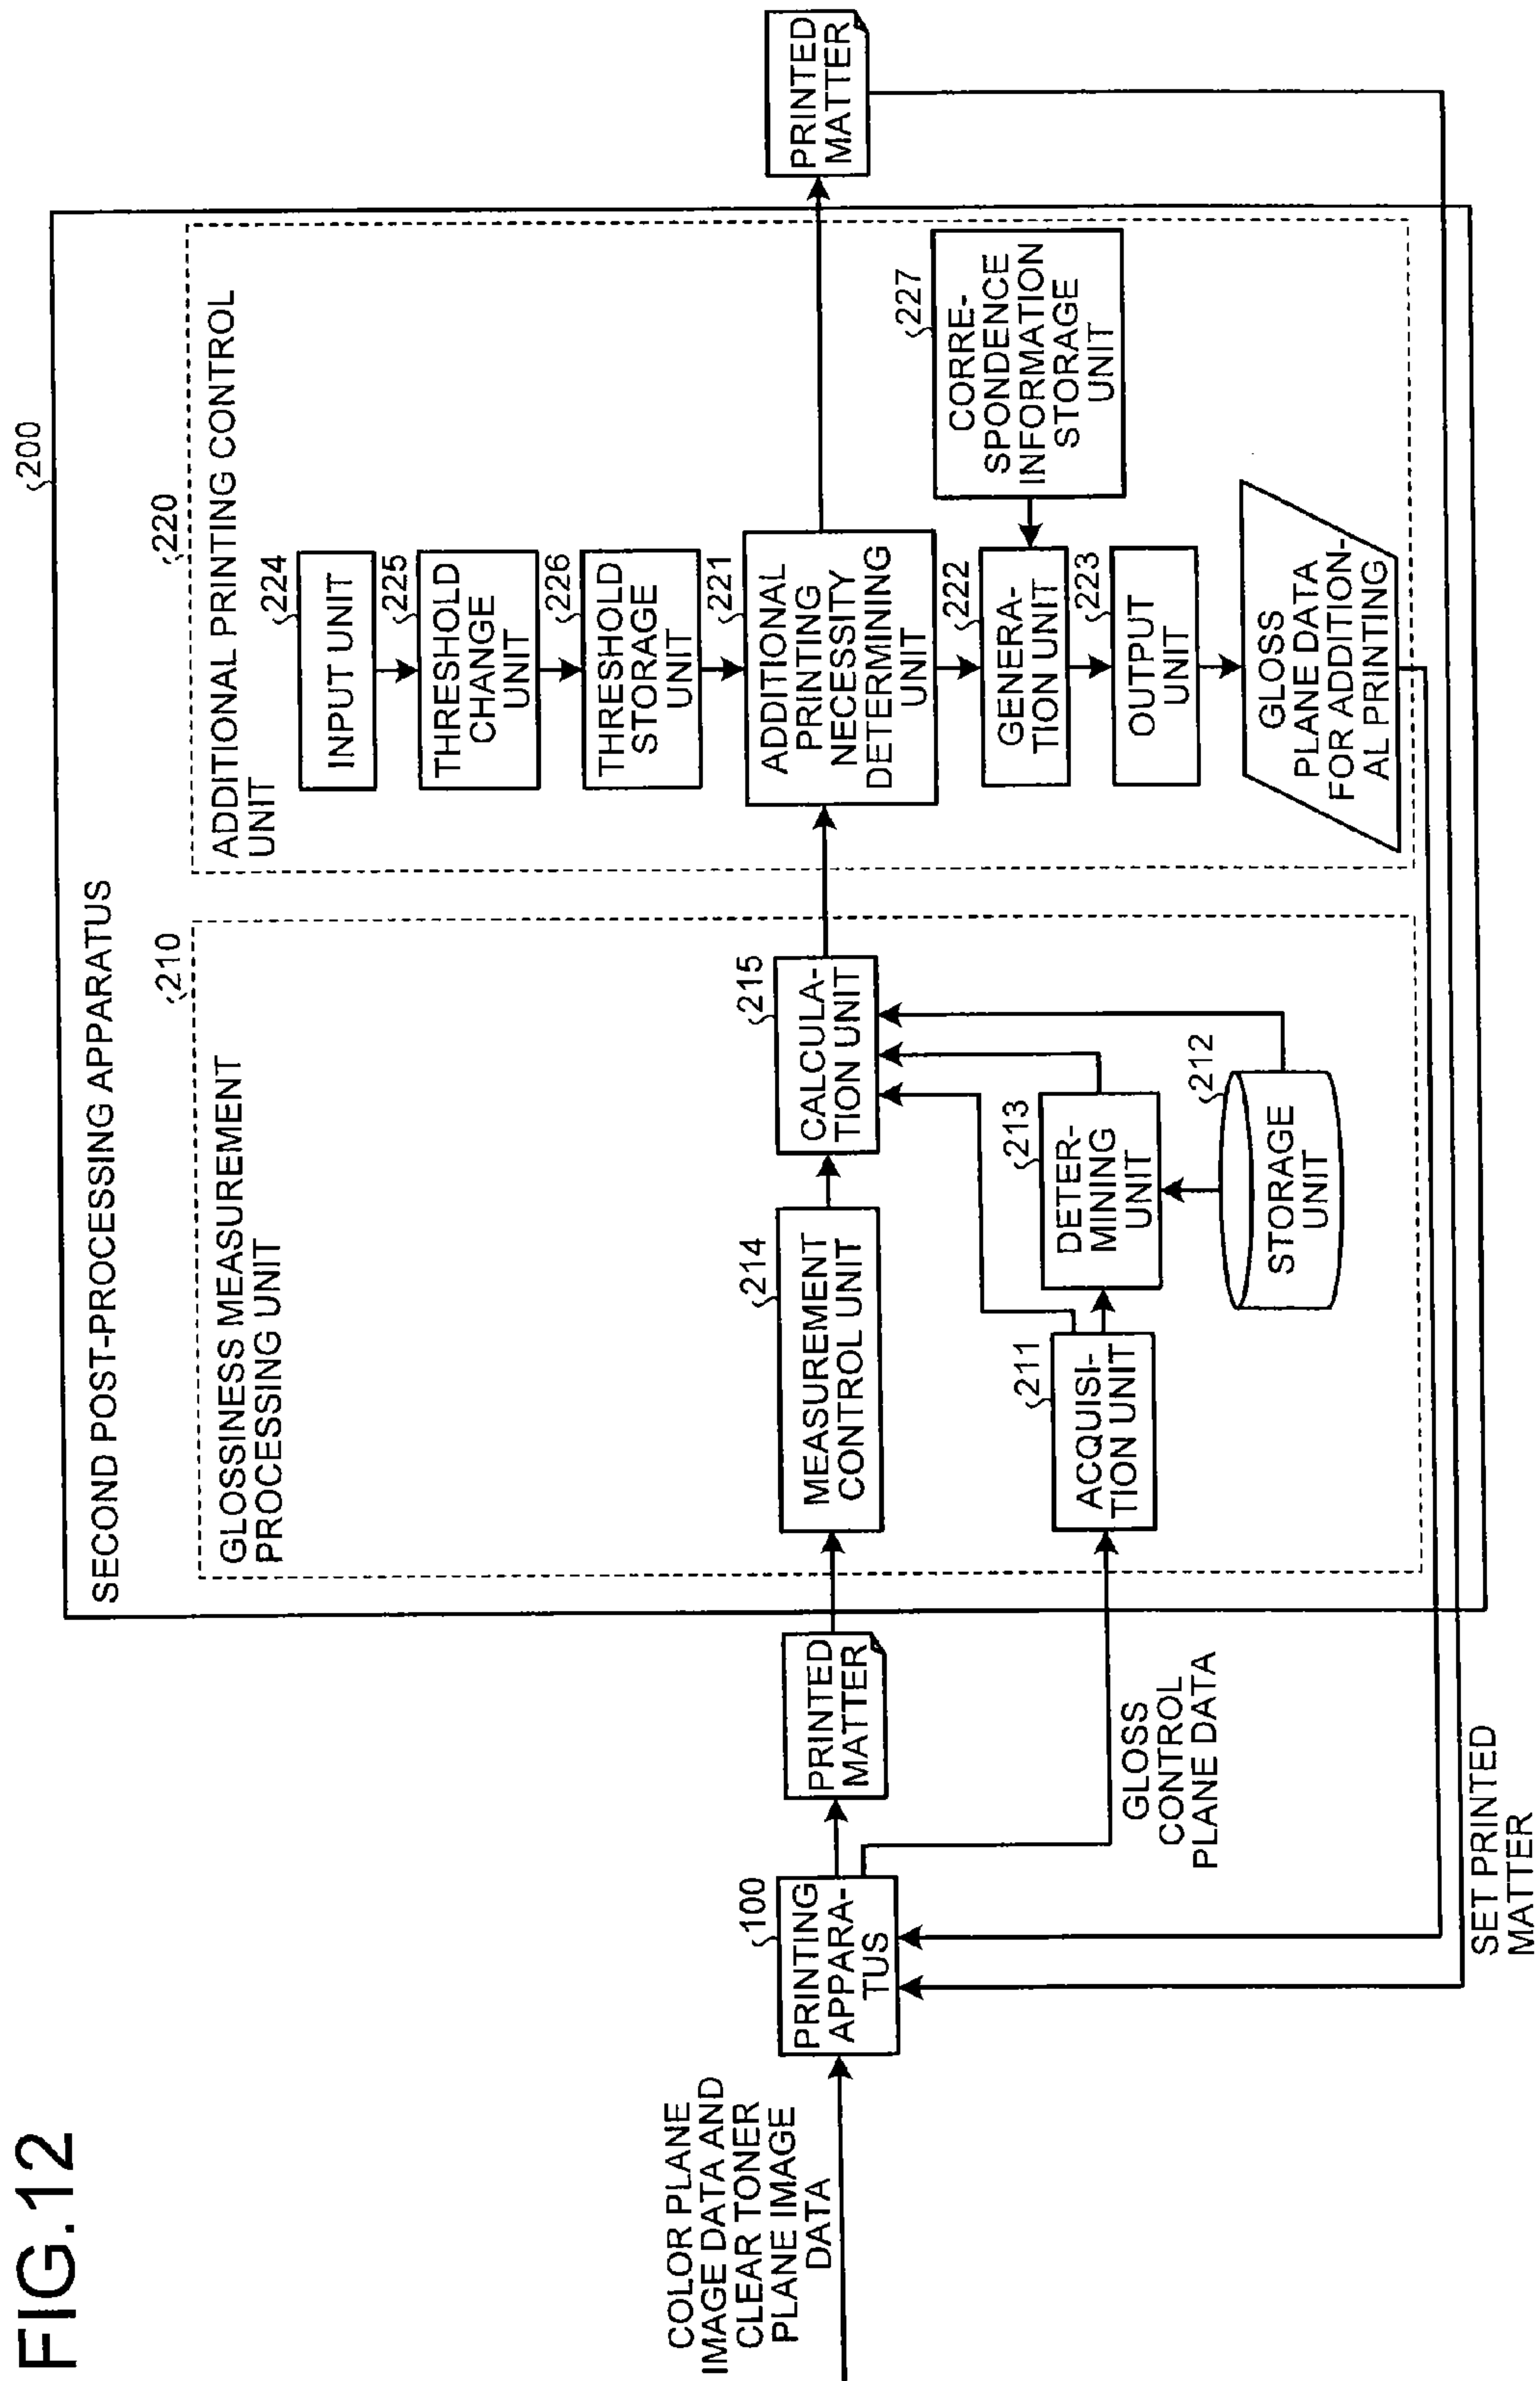 FIG.12
200
SECOND POST-PROCESSING APPARATUS
210
GLOSSINESS MEASUREMENT
PROCESSING UNIT
220
ADDITIONAL PRINTING CONTROL
UNIT
224
INPUT UNIT
225
THRESHOLD
CHANGE
UNIT
226
THRESHOLD
STORAGE
UNIT
COLOR PLANE
IMAGE DATA AND
CLEAR TONER
PLANE IMAGE
DATA
100
PRINTING
APPARA-
TUS
PRINTED
MATTER
214
MEASUREMENT
CONTROL UNIT
215
CALCULA-
TION UNIT
221
ADDITIONAL
PRINTING
NECESSITY
DETERMINING
UNIT
PRINTED
MATTER
GLOSS
CONTROL
PLANE DATA
211
ACQUISI-
TION UNIT
213
DETER-
MINING
UNIT
212
STORAGE
UNIT
222
GENERA-
TION UNIT
227
CORRE-
SPONDENCE
INFORMATION
STORAGE
UNIT
223
OUTPUT
UNIT
GLOSS
PLANE DATA
FOR ADDITION-
AL PRINTING
SET PRINTED
MATTER